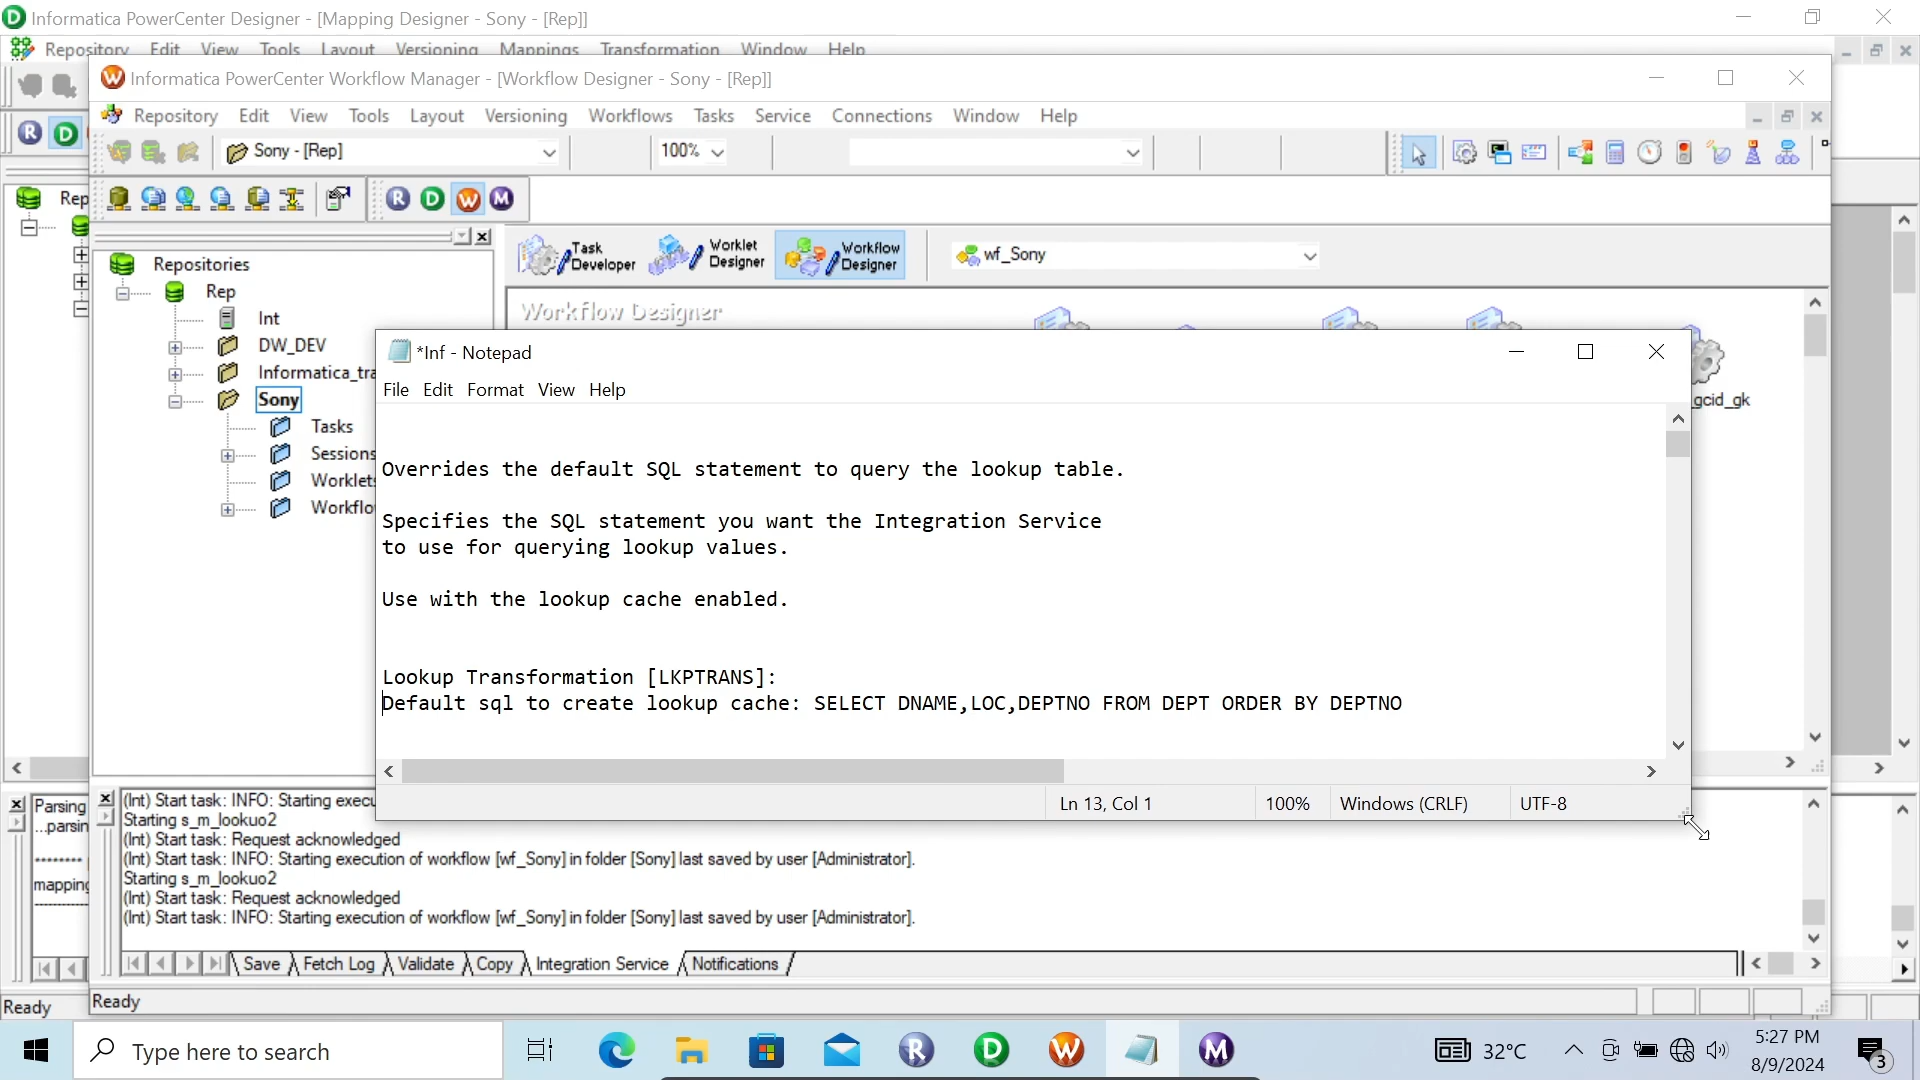 Informatica PowerCenter Designer - [Mapping Designer - Sony - [Rep]]
Repository Edit View Tools Layout Versioning Mappings Transformation Window Help
Informatica PowerCenter Workflow Manager - [Workflow Designer - Sony - [Rep]]
Repository Edit View Tools Layout Versioning Workflows Tasks Service Connections Window Help
Sony - [Rep]
100%
R D
R D W M
Rep
Repositories
Rep
Int
DW_DEV
Informatica_tra
Sony
Tasks
Sessions
Worklets
Workflo
Task Developer
Worklet Designer
Workflow Designer
wf_Sony
Workflow Designer
gcid_gk
*Inf - Notepad
File Edit Format View Help
Overrides the default SQL statement to query the lookup table.
Specifies the SQL statement you want the Integration Service
to use for querying lookup values.
Use with the lookup cache enabled.
Lookup Transformation [LKPTRANS]:
Default sql to create lookup cache: SELECT DNAME,LOC,DEPTNO FROM DEPT ORDER BY DEPTNO
Ln 13, Col 1 100% Windows (CRLF) UTF-8
Parsing
...parsin
********
mapping
(Int) Start task: INFO: Starting execu
Starting s_m_lookuo2
(Int) Start task: Request acknowledged
(Int) Start task: INFO: Starting execution of workflow [wf_Sony] in folder [Sony] last saved by user [Administrator].
Starting s_m_lookuo2
(Int) Start task: Request acknowledged
(Int) Start task: INFO: Starting execution of workflow [wf_Sony] in folder [Sony] last saved by user [Administrator].
Save Fetch Log Validate Copy Integration Service Notifications
Ready
Ready
Type here to search
R D W M
32°C
5:27 PM
8/9/2024
3